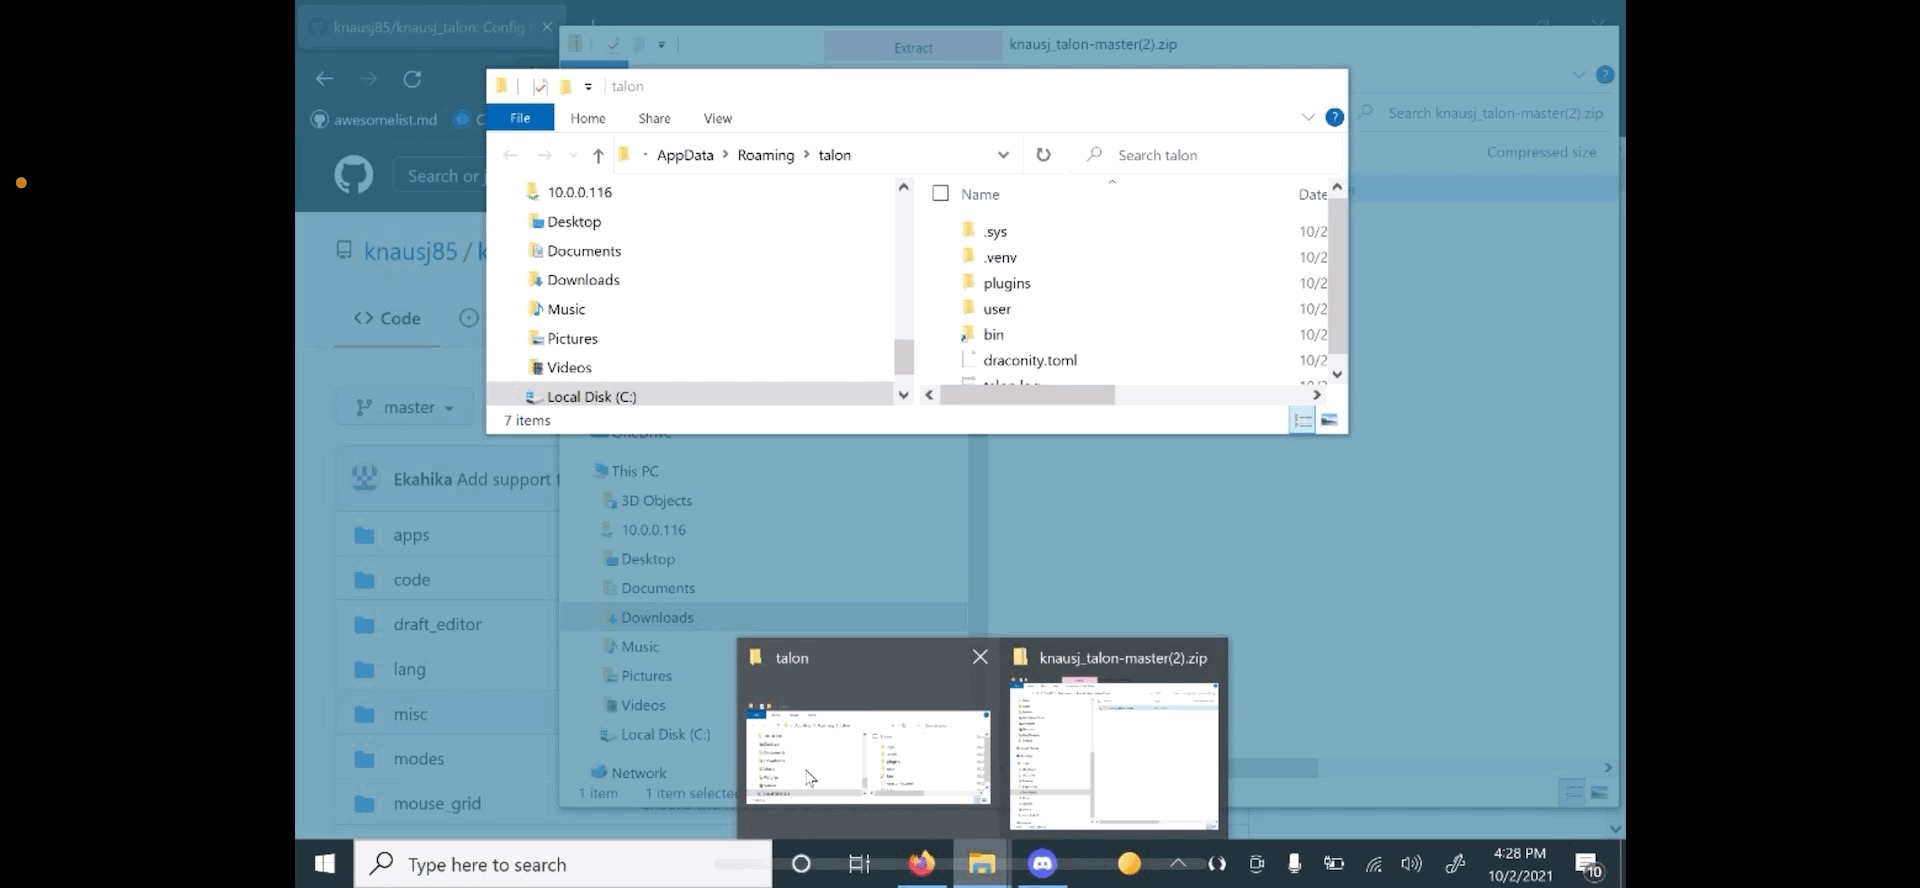 knausj85/knausj_talon: Config
Extract
knausj_talon-master(2).zip
talon
File
Home
Share
View
awesomelist.md
Search knausj_talon-master(2).zip
AppData
Roaming
talon
Search talon
Compressed size
Search or j
10.0.0.116
Name
Date
Desktop
.sys
10/2
knausj85 / k
Documents
.venv
10/2
Downloads
plugins
10/2
Code
Music
user
10/2
Pictures
bin
10/2
Videos
draconity.toml
10/2
Local Disk (C:)
master
7 items
OneDrive
Ekahika Add support f
This PC
3D Objects
apps
10.0.0.116
code
Desktop
Documents
draft_editor
Downloads
lang
Music
talon
knausj_talon-master(2).zip
Pictures
misc
Videos
modes
Local Disk (C:)
mouse_grid
Network
1 item
1 item selected
Type here to search
4:28 PM
10/2/2021
10